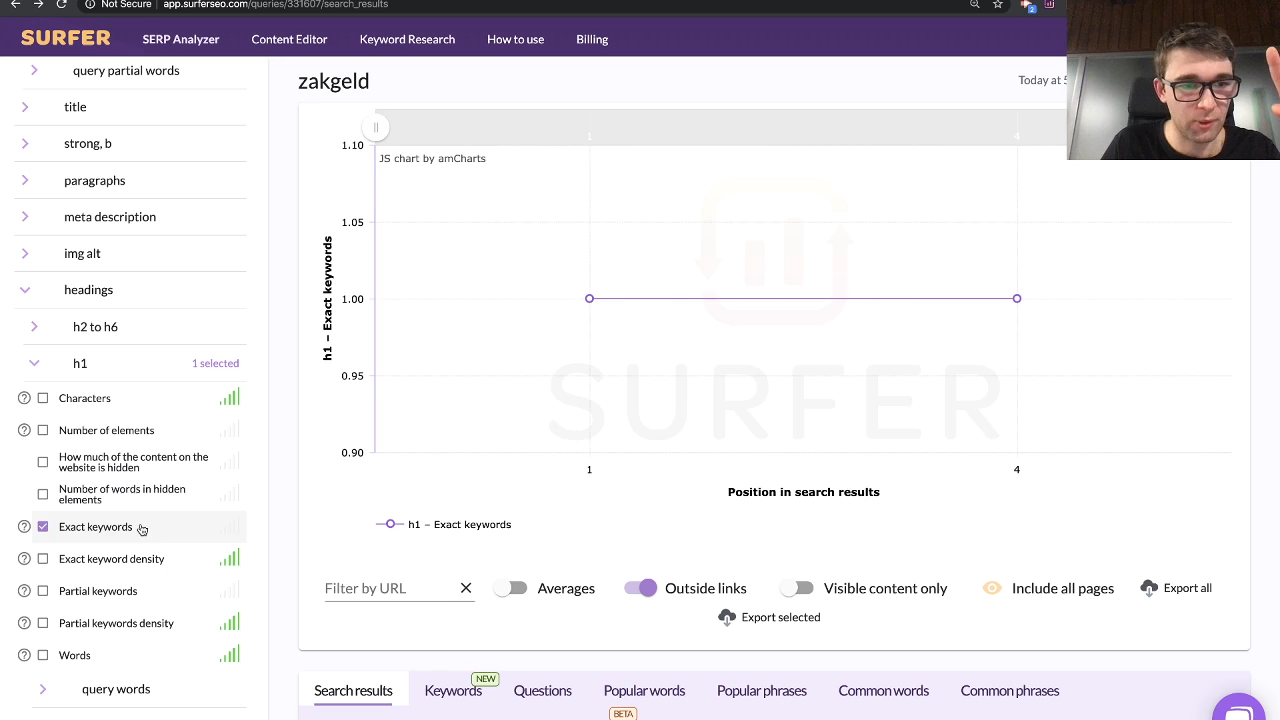 Not Secure | app.surferseo.com/queries/331607/search_results
2
SURFER
SERP Analyzer
Content Editor
Keyword Research
How to use
Billing
query partial words
title
strong, b
paragraphs
meta description
img alt
headings
h2 to h6
h1
1 selected
Characters
Number of elements
How much of the content on the
website is hidden
Number of words in hidden
elements
Exact keywords
Exact keyword density
Partial keywords
Partial keywords density
Words
query words
zakgeld
Today at 5
1
4
JS chart by amCharts
1.10
1.05
1.00
0.95
0.90
h1 – Exact keywords
SURFER
1
4
Position in search results
h1 – Exact keywords
Filter by URL
Averages
Outside links
Visible content only
Include all pages
Export all
Export selected
Search results
Keywords
NEW
Questions
Popular words
BETA
Popular phrases
Common words
Common phrases